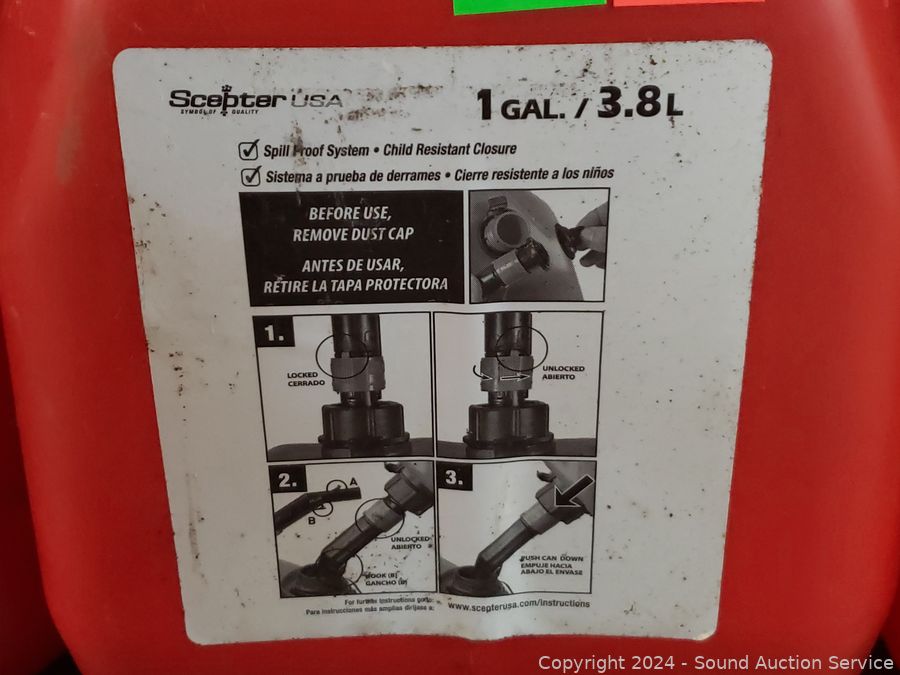 Scepter USA
SYMBOL OF QUALITY
1 GAL. / 3.8 L
Spill Proof System • Child Resistant Closure
Sistema a prueba de derrames • Cierre resistente a los niños
BEFORE USE,
REMOVE DUST CAP
ANTES DE USAR,
RETIRE LA TAPA PROTECTORA
1.
LOCKED
CERRADO
UNLOCKED
ABIERTO
2.
A
B
UNLOCKED
ABIERTO
HOOK (B)
GANCHO (B)
3.
PUSH CAN DOWN
EMPUJE HACIA
ABAJO EL ENVASE
For further instructions go to:
Para instrucciones más amplias diríjase a:
www.scepterusa.com/instructions
Copyright 2024 - Sound Auction Service